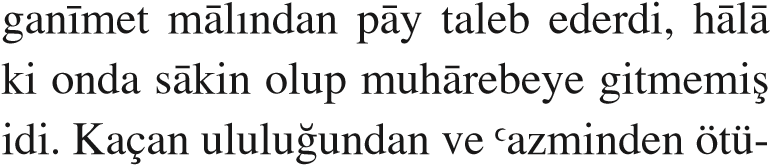 ganīmet mālından pāy taleb ederdi, hālā
ki onda sākin olup muhārebeye gitmemiş
idi. Kaçan ululuğundan ve ʿazminden ötü-